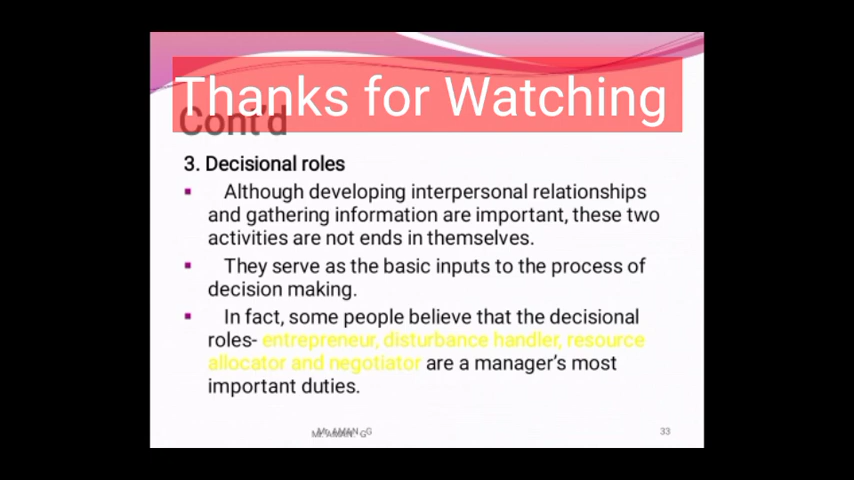 Thanks for Watching
Cont'd
3. Decisional roles
▪ Although developing interpersonal relationships
and gathering information are important, these two
activities are not ends in themselves.
▪ They serve as the basic inputs to the process of
decision making.
▪ In fact, some people believe that the decisional
roles- entrepreneur, disturbance handler, resource
allocator and negotiator are a manager's most
important duties.
Mr. AMAN. G
33